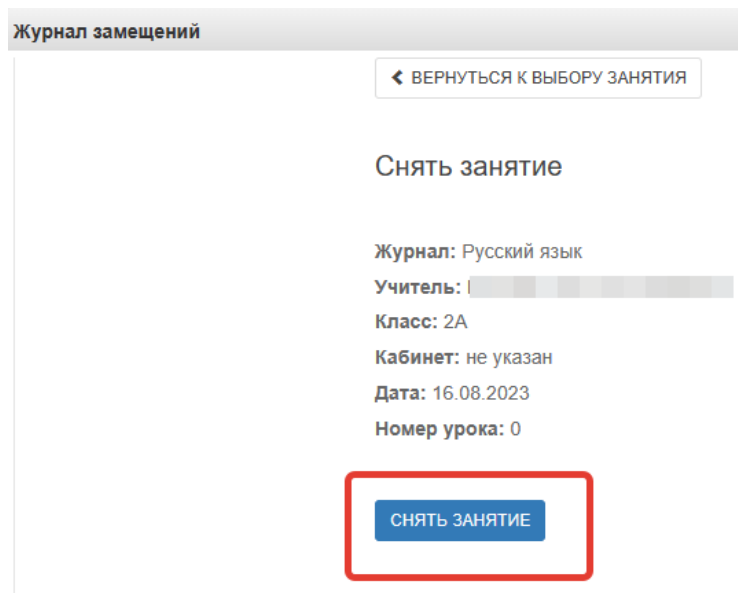 Журнал замещений
ВЕРНУТЬСЯ К ВЫБОРУ ЗАНЯТИЯ
Снять занятие
Журнал: Русский язык
Учитель:
Класс: 2А
Кабинет: не указан
Дата: 16.08.2023
Номер урока: 0
СНЯТЬ ЗАНЯТИЕ